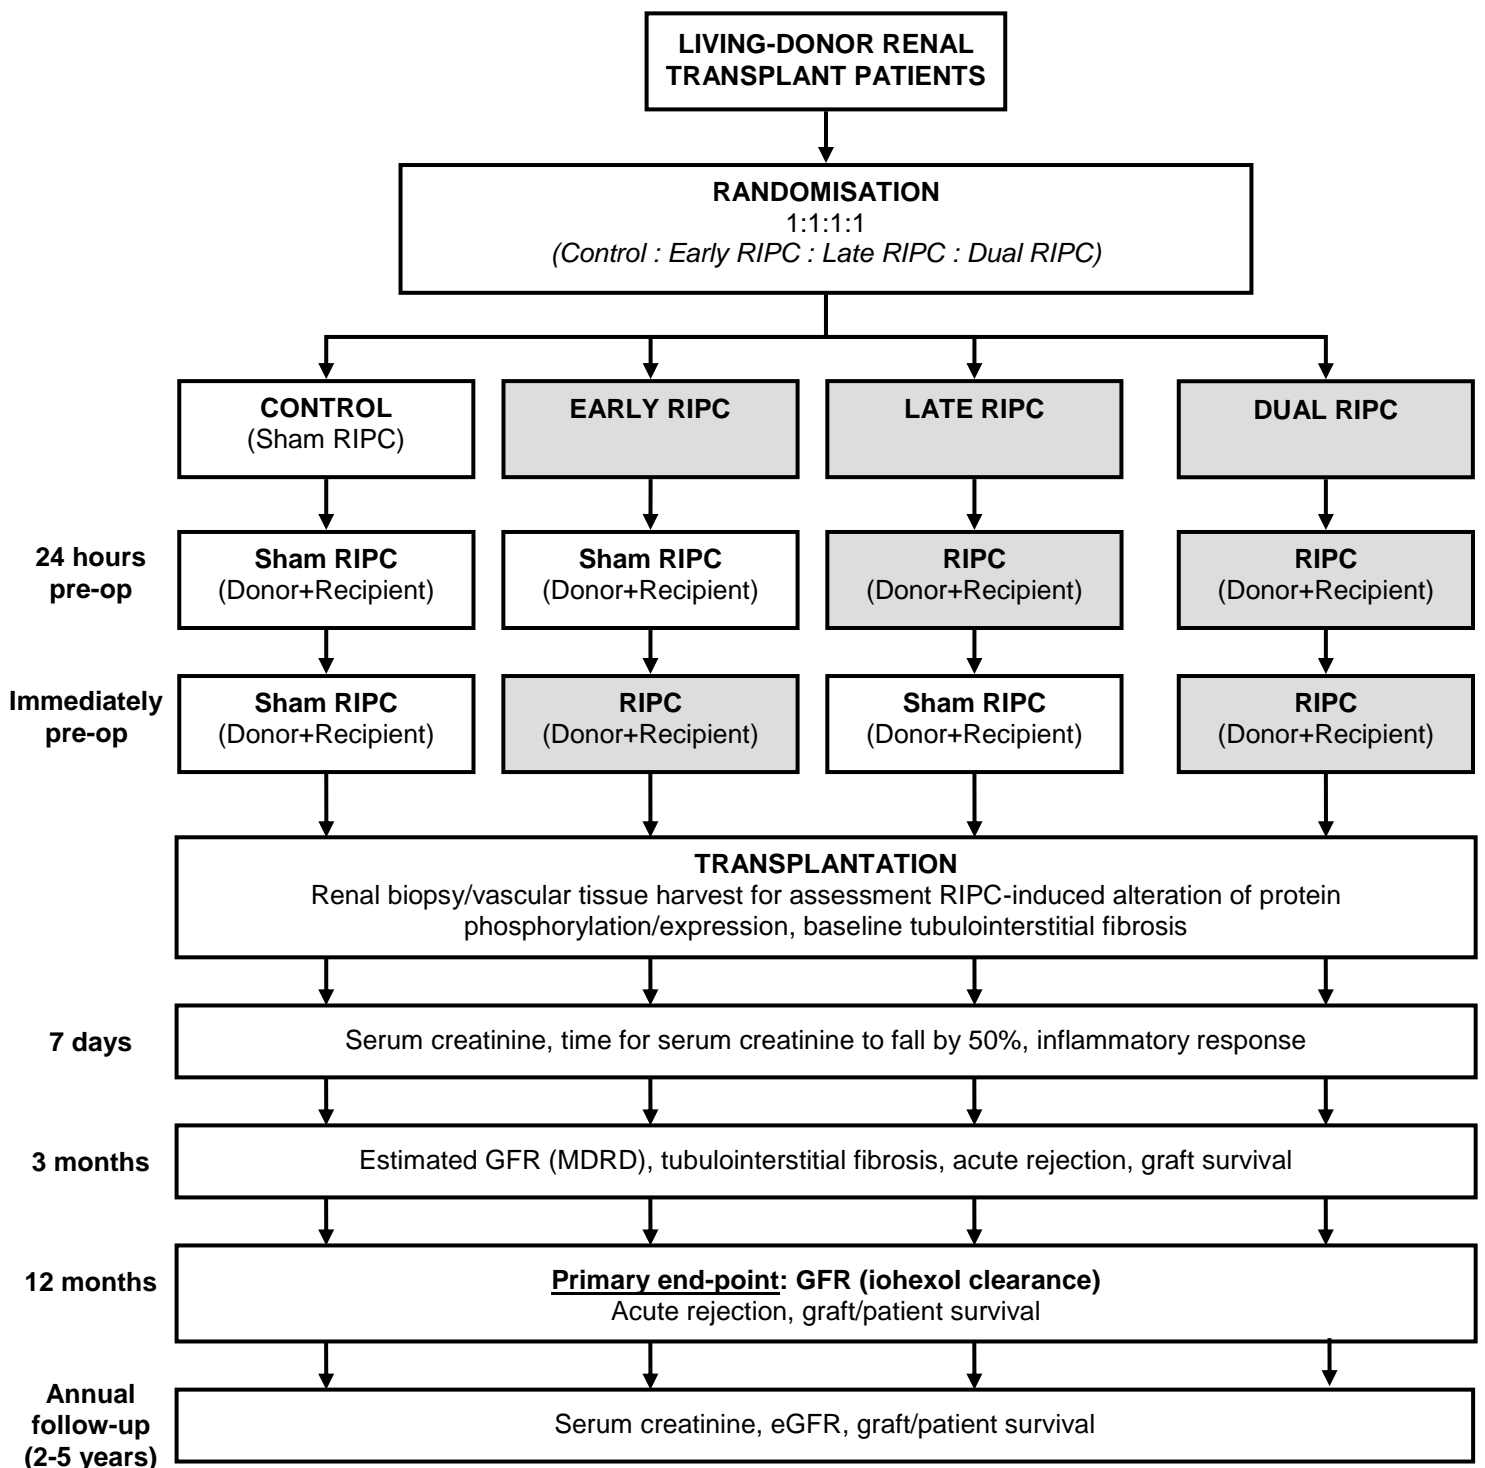 LIVING-DONOR RENAL
TRANSPLANT PATIENTS
RANDOMISATION
1:1:1:1
(Control : Early RIPC : Late RIPC : Dual RIPC)
CONTROL
(Sham RIPC)
EARLY RIPC
LATE RIPC
DUAL RIPC
24 hours
pre-op
Sham RIPC
(Donor+Recipient)
Sham RIPC
(Donor+Recipient)
RIPC
(Donor+Recipient)
RIPC
(Donor+Recipient)
Immediately
pre-op
Sham RIPC
(Donor+Recipient)
RIPC
(Donor+Recipient)
Sham RIPC
(Donor+Recipient)
RIPC
(Donor+Recipient)
TRANSPLANTATION
Renal biopsy/vascular tissue harvest for assessment RIPC-induced alteration of protein
phosphorylation/expression, baseline tubulointerstitial fibrosis
7 days
Serum creatinine, time for serum creatinine to fall by 50%, inflammatory response
3 months
Estimated GFR (MDRD), tubulointerstitial fibrosis, acute rejection, graft survival
12 months
Primary end-point: GFR (iohexol clearance)
Acute rejection, graft/patient survival
Annual
follow-up
(2-5 years)
Serum creatinine, eGFR, graft/patient survival